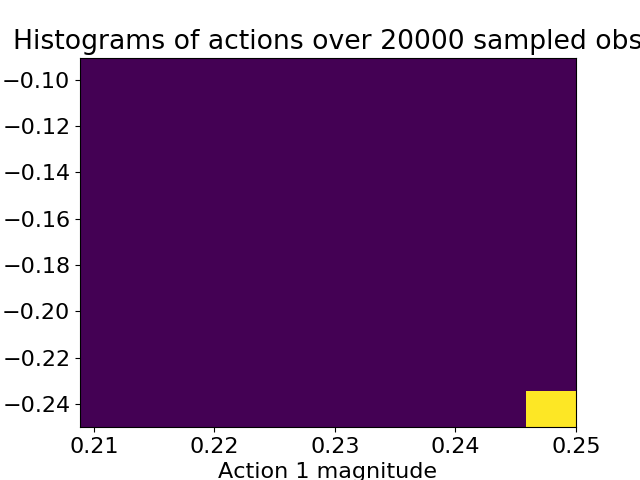 Histograms of actions over 20000 sampled obs
−0.10
−0.12
−0.14
−0.16
−0.18
−0.20
−0.22
−0.24
0.21 0.22 0.23 0.24 0.25
Action 1 magnitude